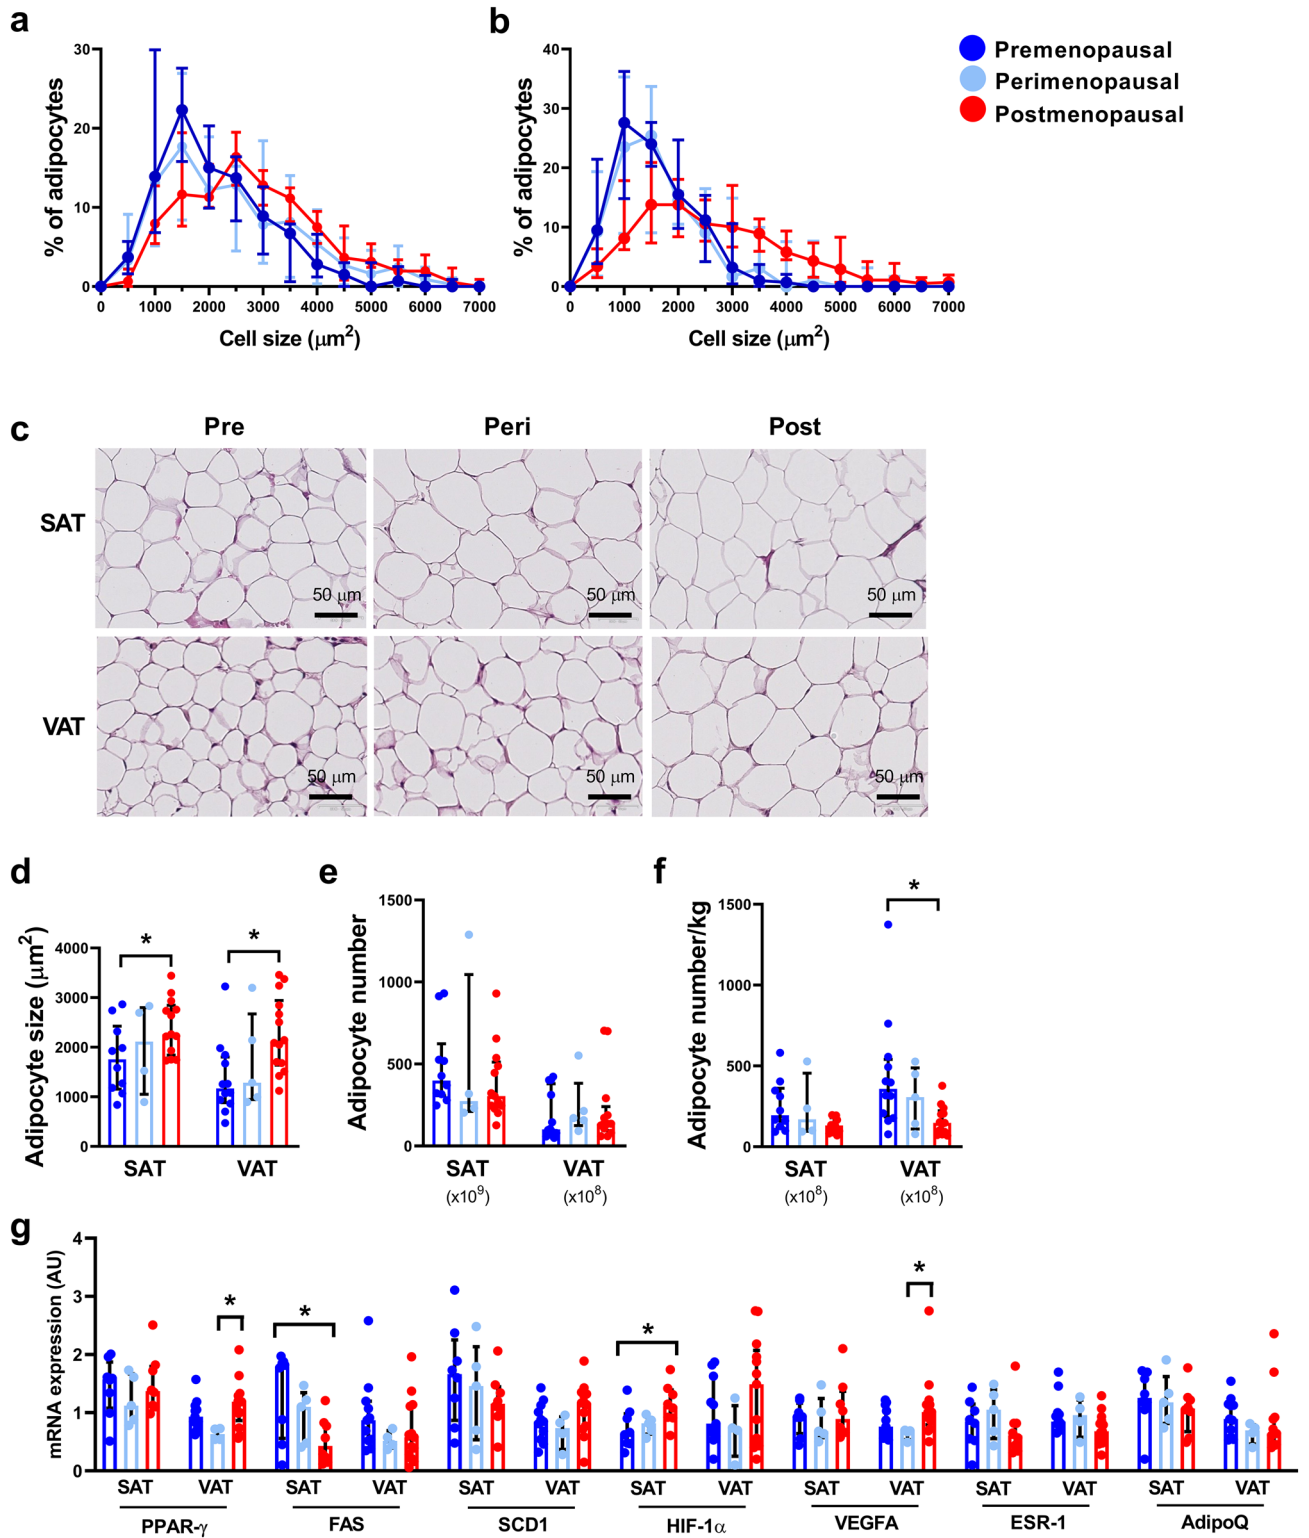 a
b
Premenopausal
Perimenopausal
Postmenopausal
% of adipocytes
30
20
10
0
0 1000 2000 3000 4000 5000 6000 7000
Cell size (μm²)
% of adipocytes
40
30
20
10
0
0 1000 2000 3000 4000 5000 6000 7000
Cell size (μm²)
c
Pre Peri Post
SAT
50 μm 50 μm 50 μm
VAT
50 μm 50 μm 50 μm
d
Adipocyte size (μm²)
4000
3000
2000
1000
0
* *
SAT VAT
e
Adipocyte number
1500
1000
500
0
SAT VAT
(x10⁹) (x10⁸)
f
Adipocyte number/kg
1500
1000
500
0
*
SAT VAT
(x10⁸) (x10⁸)
g
mRNA expression (AU)
4
3
2
1
0
* * * *
SAT VAT SAT VAT SAT VAT SAT VAT SAT VAT SAT VAT SAT VAT
PPAR-γ FAS SCD1 HIF-1α VEGFA ESR-1 AdipoQ